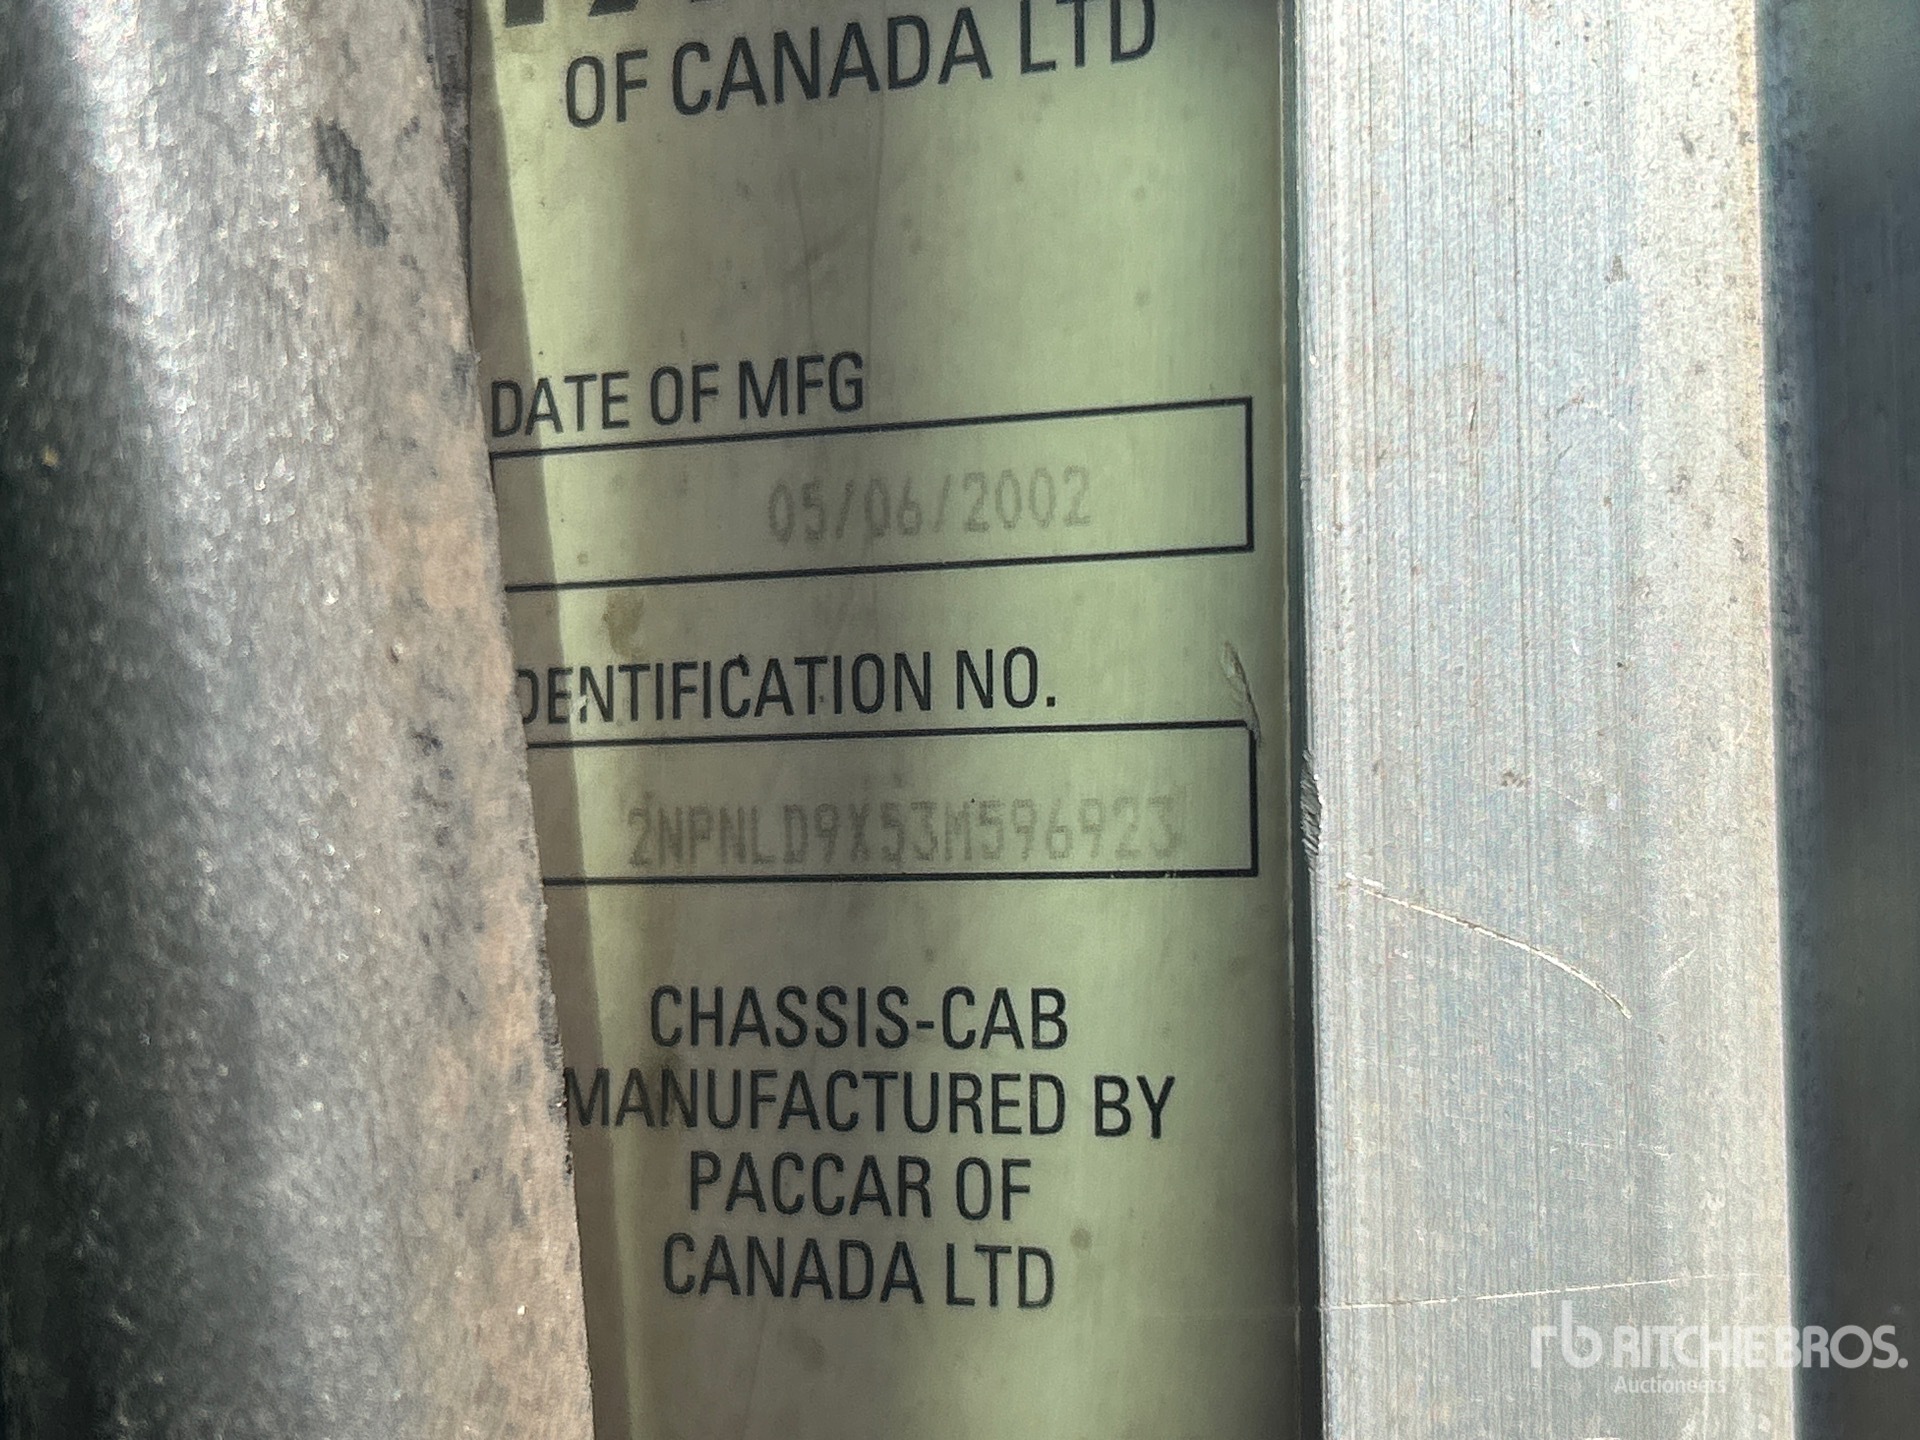 OF CANADA LTD
DATE OF MFG
05/06/2002
DENTIFICATION NO.
2NPNLD9X53M596923
CHASSIS-CAB
MANUFACTURED BY
PACCAR OF
CANADA LTD
rb RITCHIE BROS.
Auctioneers